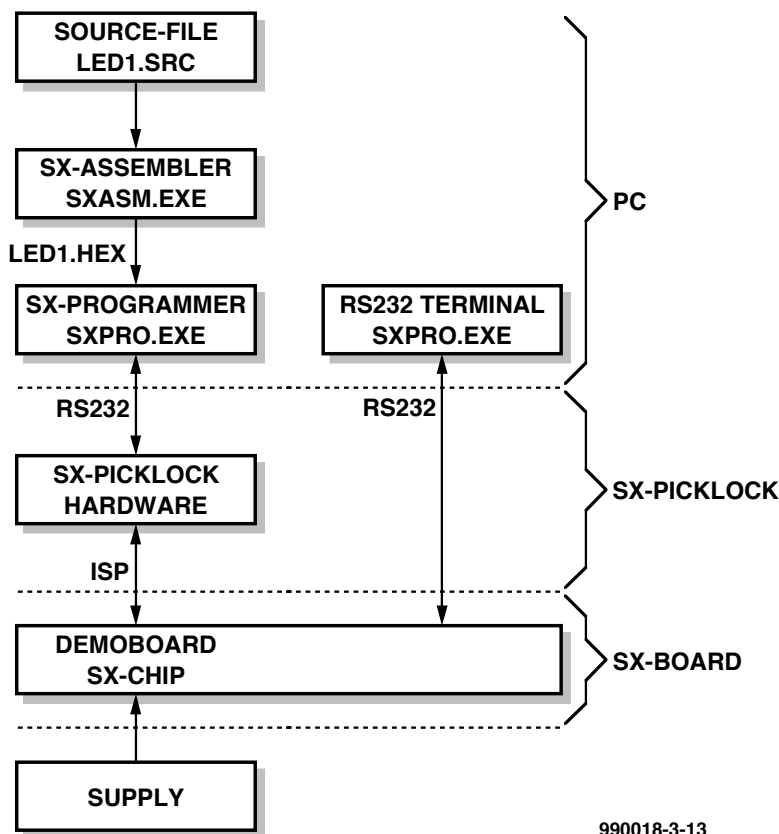 SOURCE-FILE
LED1.SRC
SX-ASSEMBLER
SXASM.EXE
PC
LED1.HEX
SX-PROGRAMMER
SXPRO.EXE
RS232 TERMINAL
SXPRO.EXE
RS232
RS232
SX-PICKLOCK
HARDWARE
SX-PICKLOCK
ISP
DEMOBOARD
SX-CHIP
SX-BOARD
SUPPLY
990018-3-13